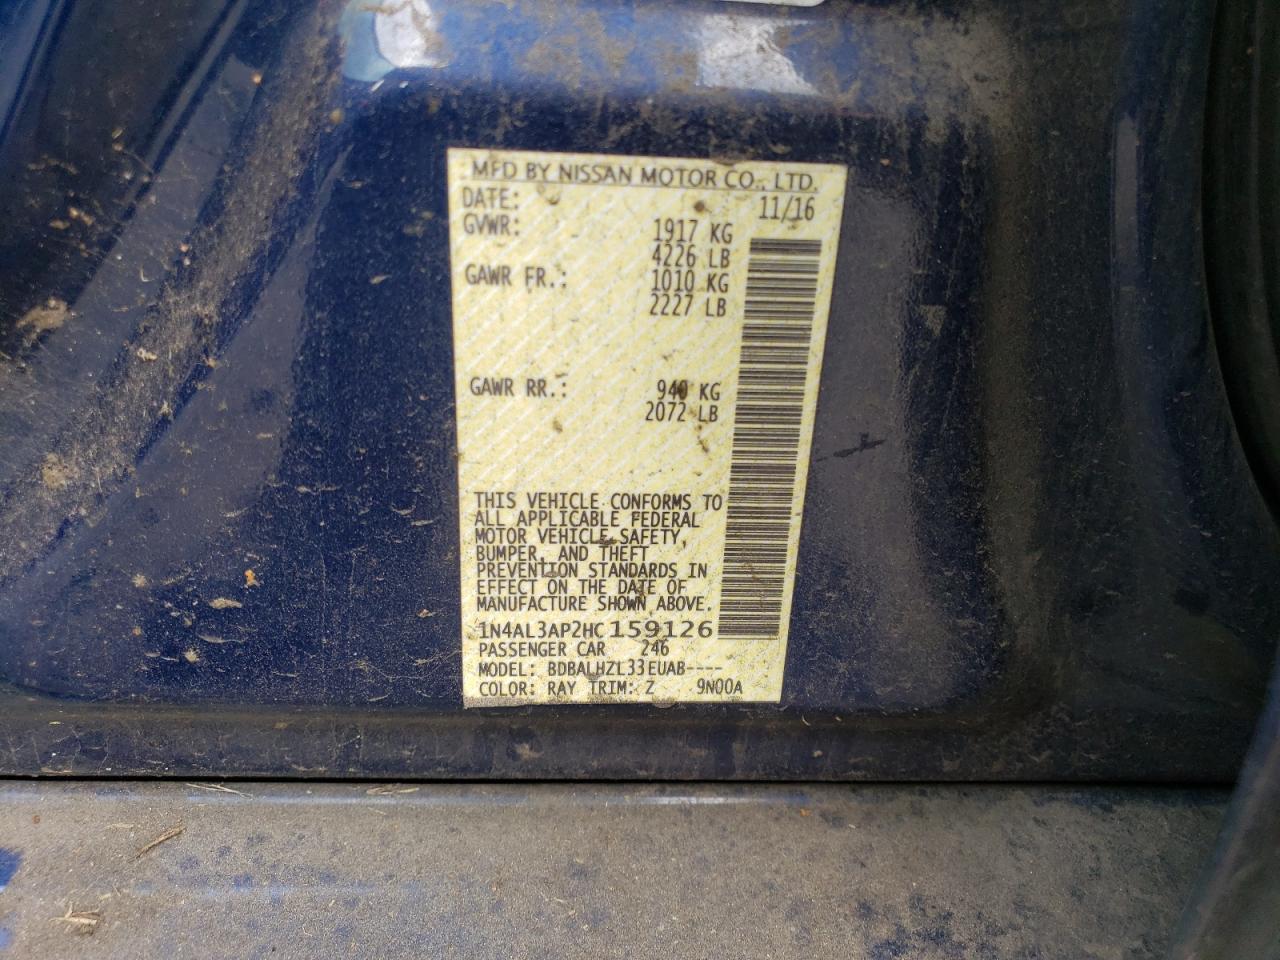 MFD BY NISSAN MOTOR CO., LTD.
DATE: 11/16
GVWR: 1917 KG
4226 LB
GAWR FR.: 1010 KG
2227 LB
GAWR RR.: 940 KG
2072 LB
THIS VEHICLE CONFORMS TO
ALL APPLICABLE FEDERAL
MOTOR VEHICLE SAFETY,
BUMPER, AND THEFT
PREVENTION STANDARDS IN
EFFECT ON THE DATE OF
MANUFACTURE SHOWN ABOVE.
1N4AL3AP2HC159126
PASSENGER CAR 246
MODEL: BDBALHZL33EUAB----
COLOR: RAY TRIM: Z 9N00A